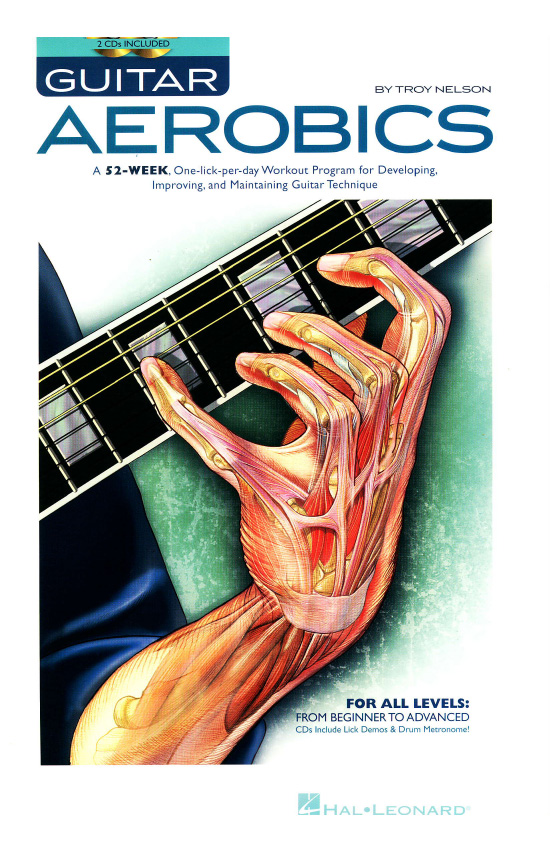 2 CDs INCLUDED
GUITAR
BY TROY NELSON
AEROBICS
A 52-WEEK, One-lick-per-day Workout Program for Developing,
Improving, and Maintaining Guitar Technique
FOR ALL LEVELS:
FROM BEGINNER TO ADVANCED
CDs Include Lick Demos & Drum Metronome!
HAL•LEONARD®